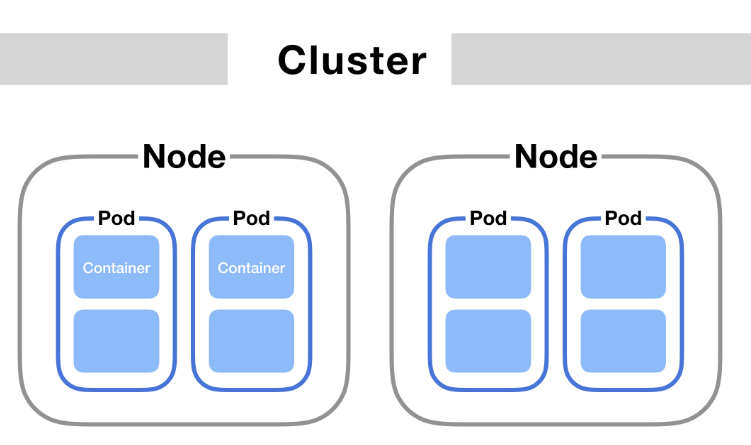 Cluster
Node
Node
Pod
Pod
Pod
Pod
Container
Container